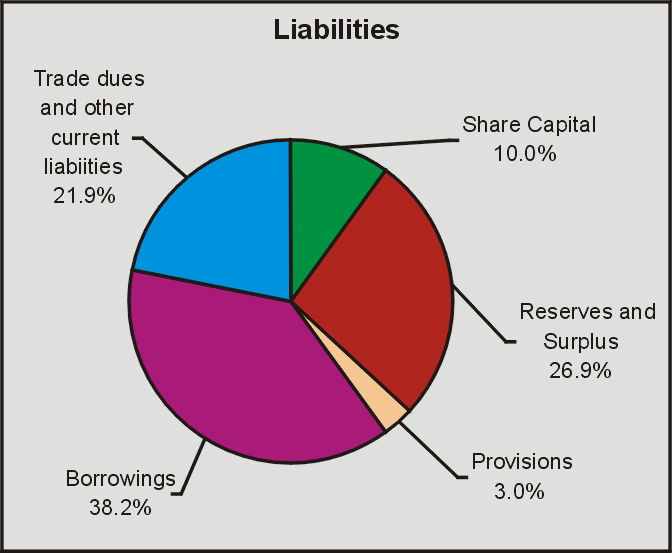 Liabilities
Trade dues
and other
current
liabiities
21.9%
Share Capital
10.0%
Reserves and
Surplus
26.9%
Provisions
3.0%
Borrowings
38.2%